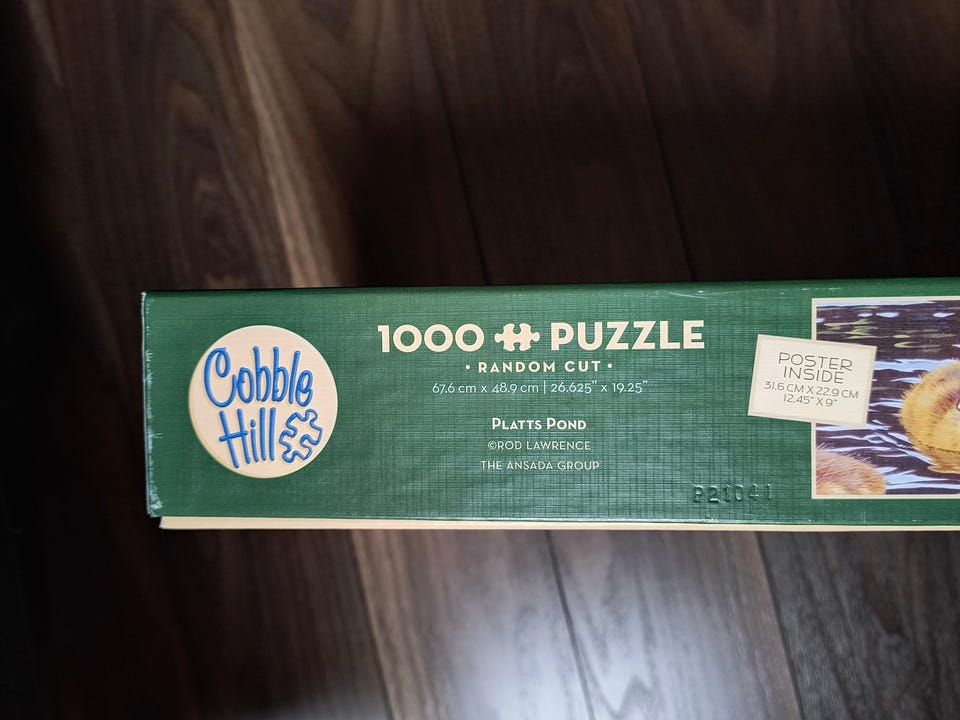 Cobble
Hill
1000 PUZZLE
• RANDOM CUT •
67.6 cm x 48.9 cm | 26.625" x 19.25"
PLATTS POND
©ROD LAWRENCE
THE ANSADA GROUP
P21041
POSTER
INSIDE
31.6 CM X 22.9 CM
12.45" X 9"